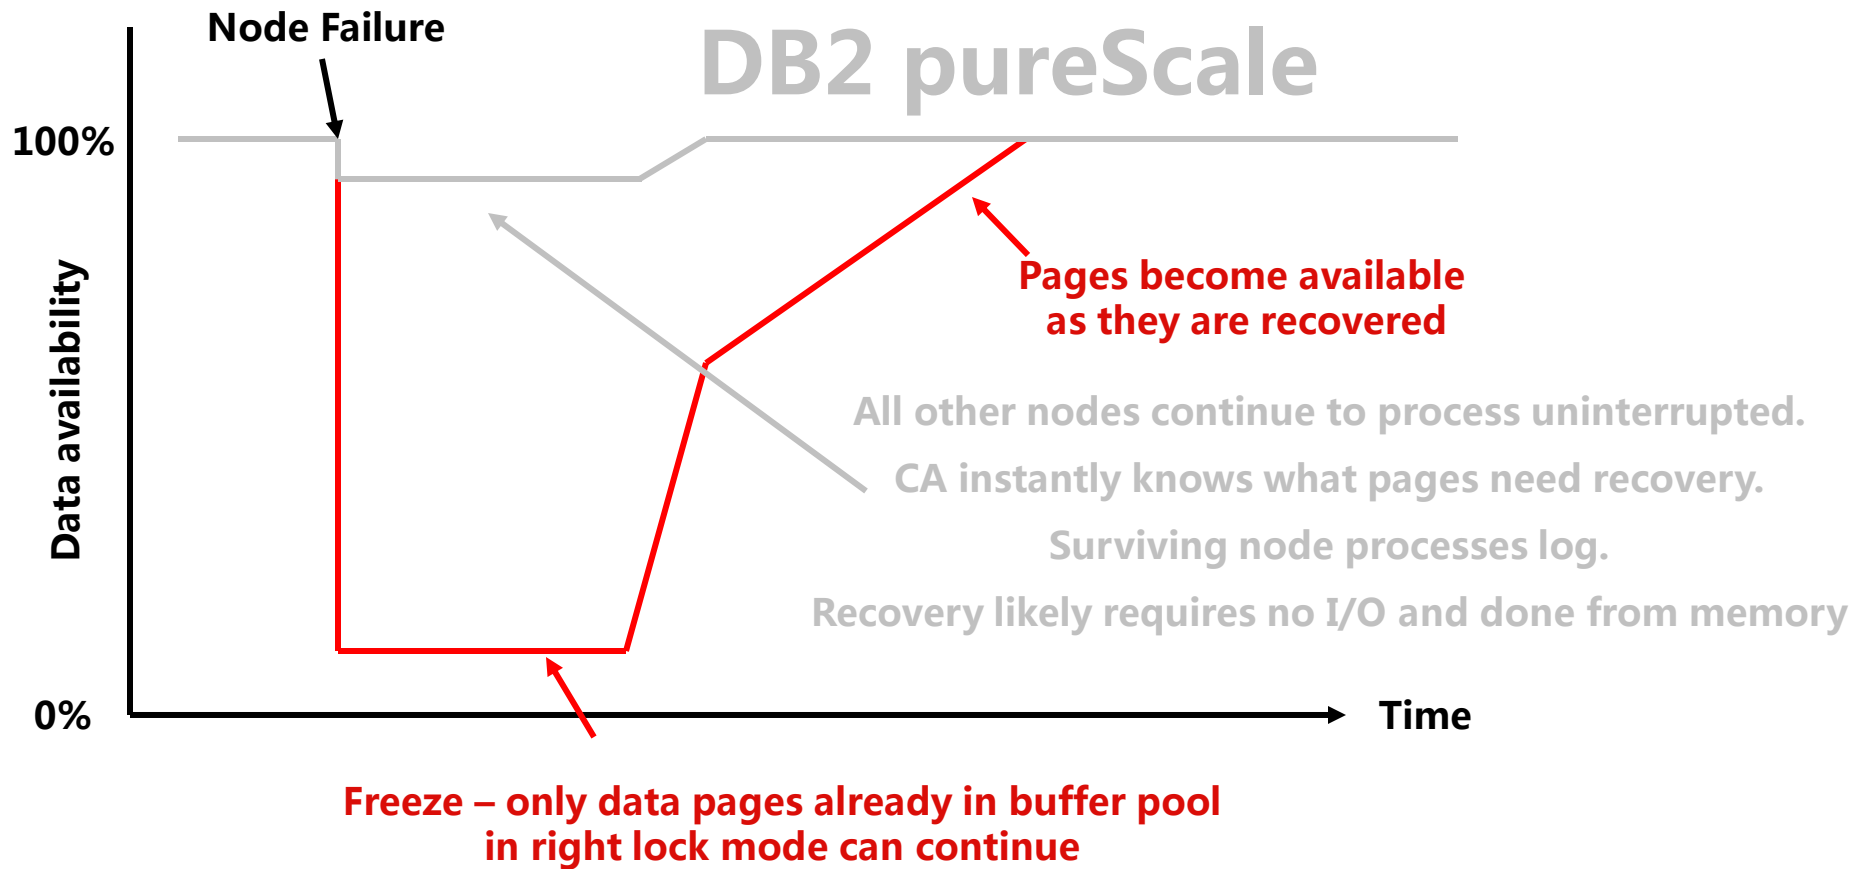 Node Failure
DB2 pureScale
100%
Data availability
Pages become available
as they are recovered
All other nodes continue to process uninterrupted.
CA instantly knows what pages need recovery.
Surviving node processes log.
Recovery likely requires no I/O and done from memory
0%
Time
Freeze – only data pages already in buffer pool
in right lock mode can continue